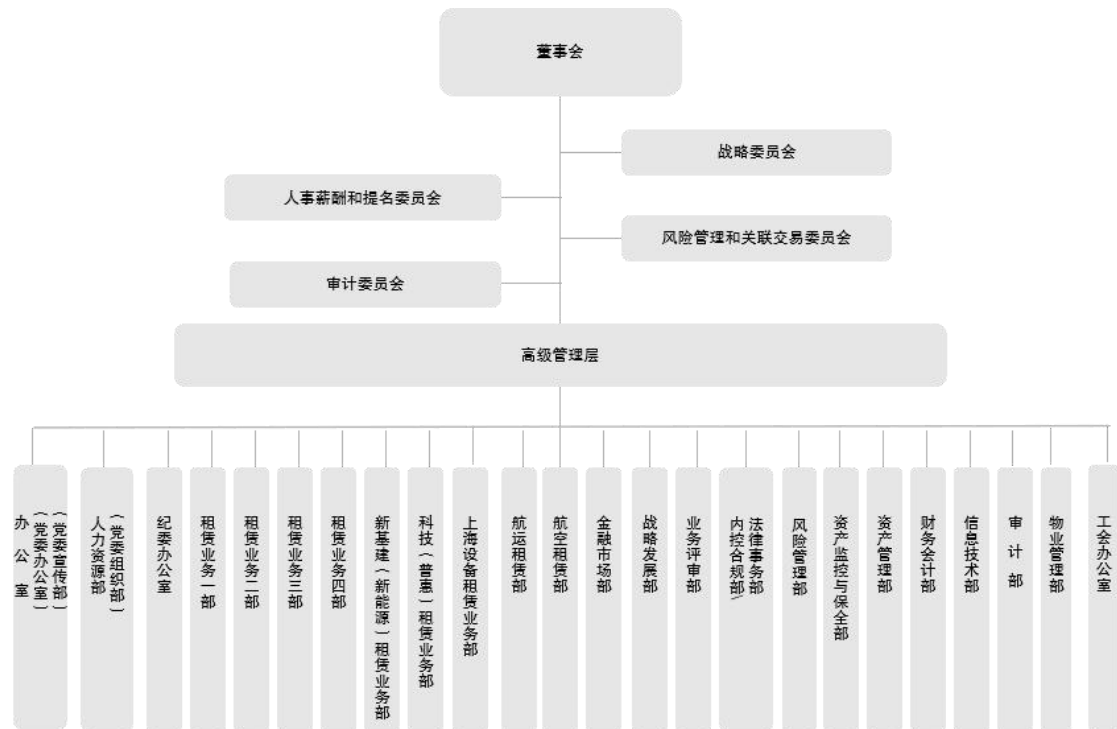 董事会
战略委员会
人事薪酬和提名委员会
风险管理和关联交易委员会
审计委员会
高级管理层
办公室
（党委办公室）
（党委宣传部）
人力资源部
（党委组织部）
纪委办公室
租赁业务一部
租赁业务二部
租赁业务三部
租赁业务四部
新基建（新能源）租赁业务部
科技（普惠）租赁业务部
上海设备租赁业务部
航运租赁部
航空租赁部
金融市场部
战略发展部
业务评审部
内控合规部/
法律事务部
风险管理部
资产监控与保全部
资产管理部
财务会计部
信息技术部
审计部
物业管理部
工会办公室